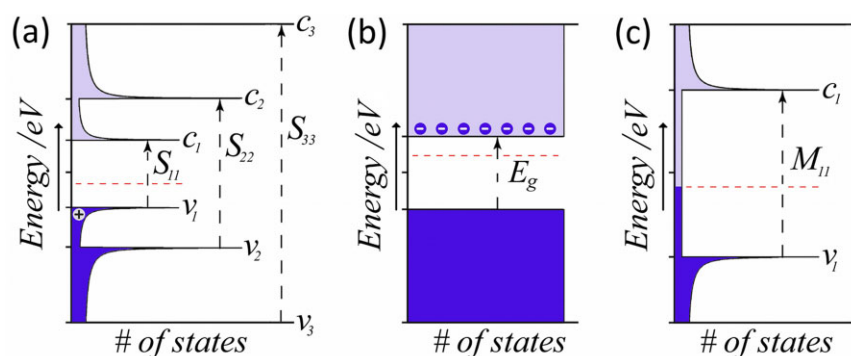 (a)
Energy /eV
# of states
c3
c2
c1
v1
v2
v3
S11
S22
S33
+
(b)
Energy /eV
# of states
− − − − − − −
Eg
(c)
Energy /eV
# of states
c1
v1
M11